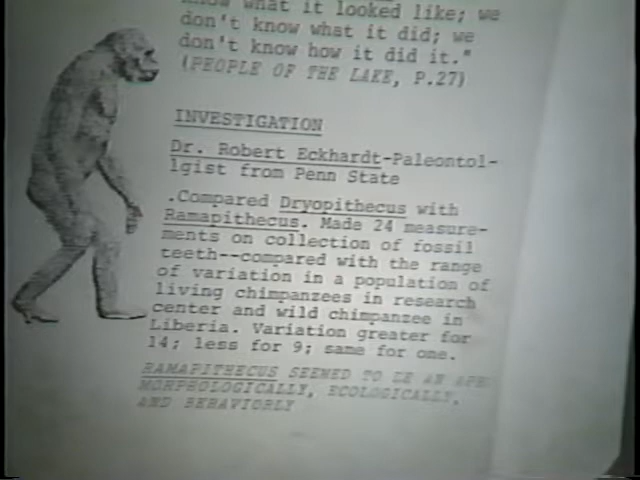 know what it looked like; we
don't know what it did; we
don't know how it did it."
(PEOPLE OF THE LAKE, P.27)
INVESTIGATION
Dr. Robert Eckhardt-Paleontol-
lgist from Penn State
.Compared Dryopithecus with
Ramapithecus. Made 24 measure-
ments on collection of fossil
teeth--compared with the range
of variation in a population of
living chimpanzees in research
center and wild chimpanzee in
Liberia. Variation greater for
14; less for 9; same for one.
RAMAPITHECUS SEEMED TO BE AN APE
MORPHOLOGICALLY, ECOLOGICALLY,
AND BEHAVIORLY